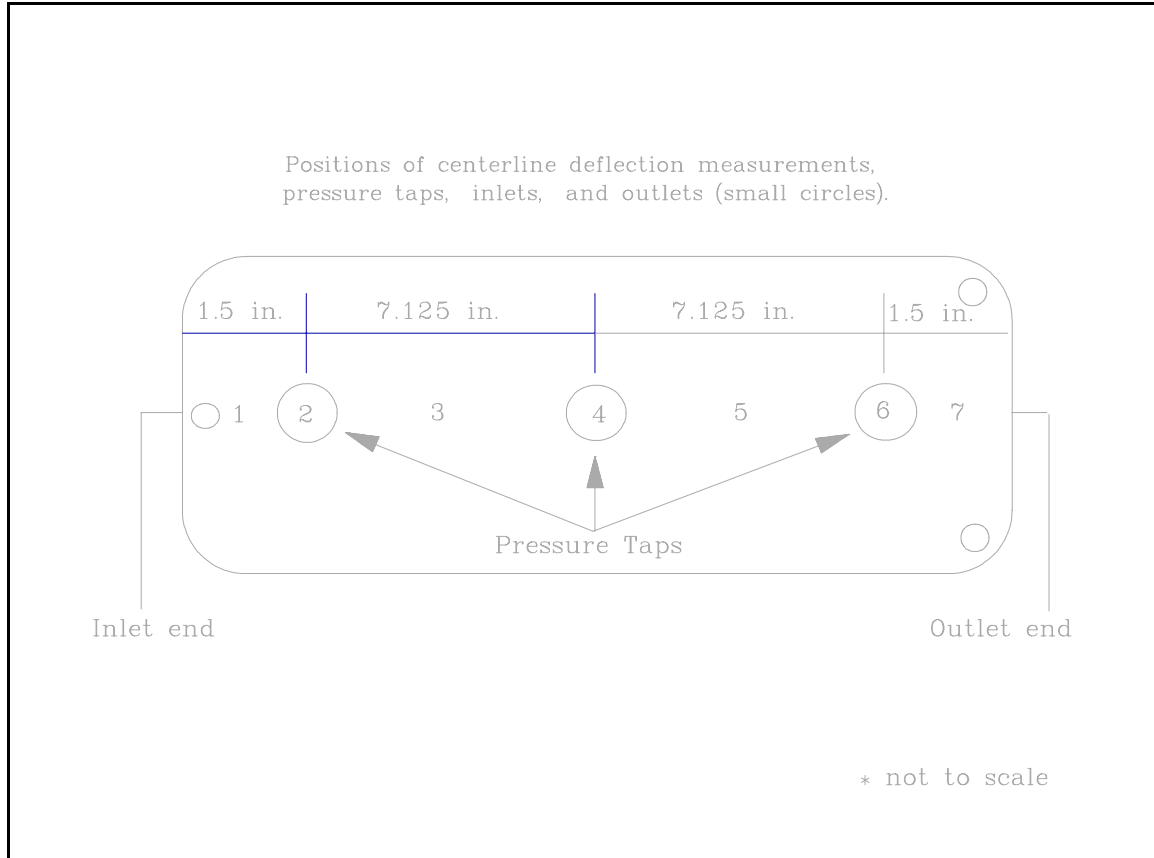 Positions of centerline deflection measurements,
pressure taps, inlets, and outlets (small circles).
1.5 in. 7.125 in. 7.125 in. 1.5 in.
1 2 3 4 5 6 7
Pressure Taps
Inlet end Outlet end
* not to scale